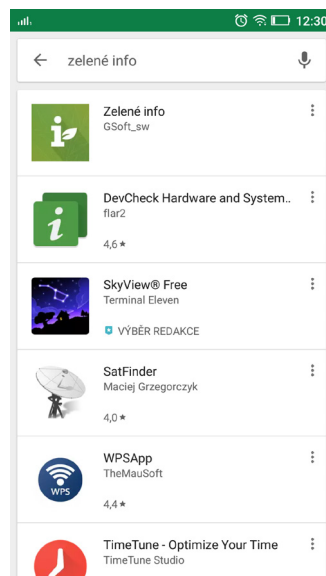 12:30
zelené info
Zelené info
GSoft_sw
DevCheck Hardware and System..
flar2
4,6 ★
SkyView® Free
Terminal Eleven
VÝBĚR REDAKCE
SatFinder
Maciej Grzegorczyk
4,0 ★
WPSApp
WPS
TheMauSoft
4,4 ★
TimeTune - Optimize Your Time
TimeTune Studio